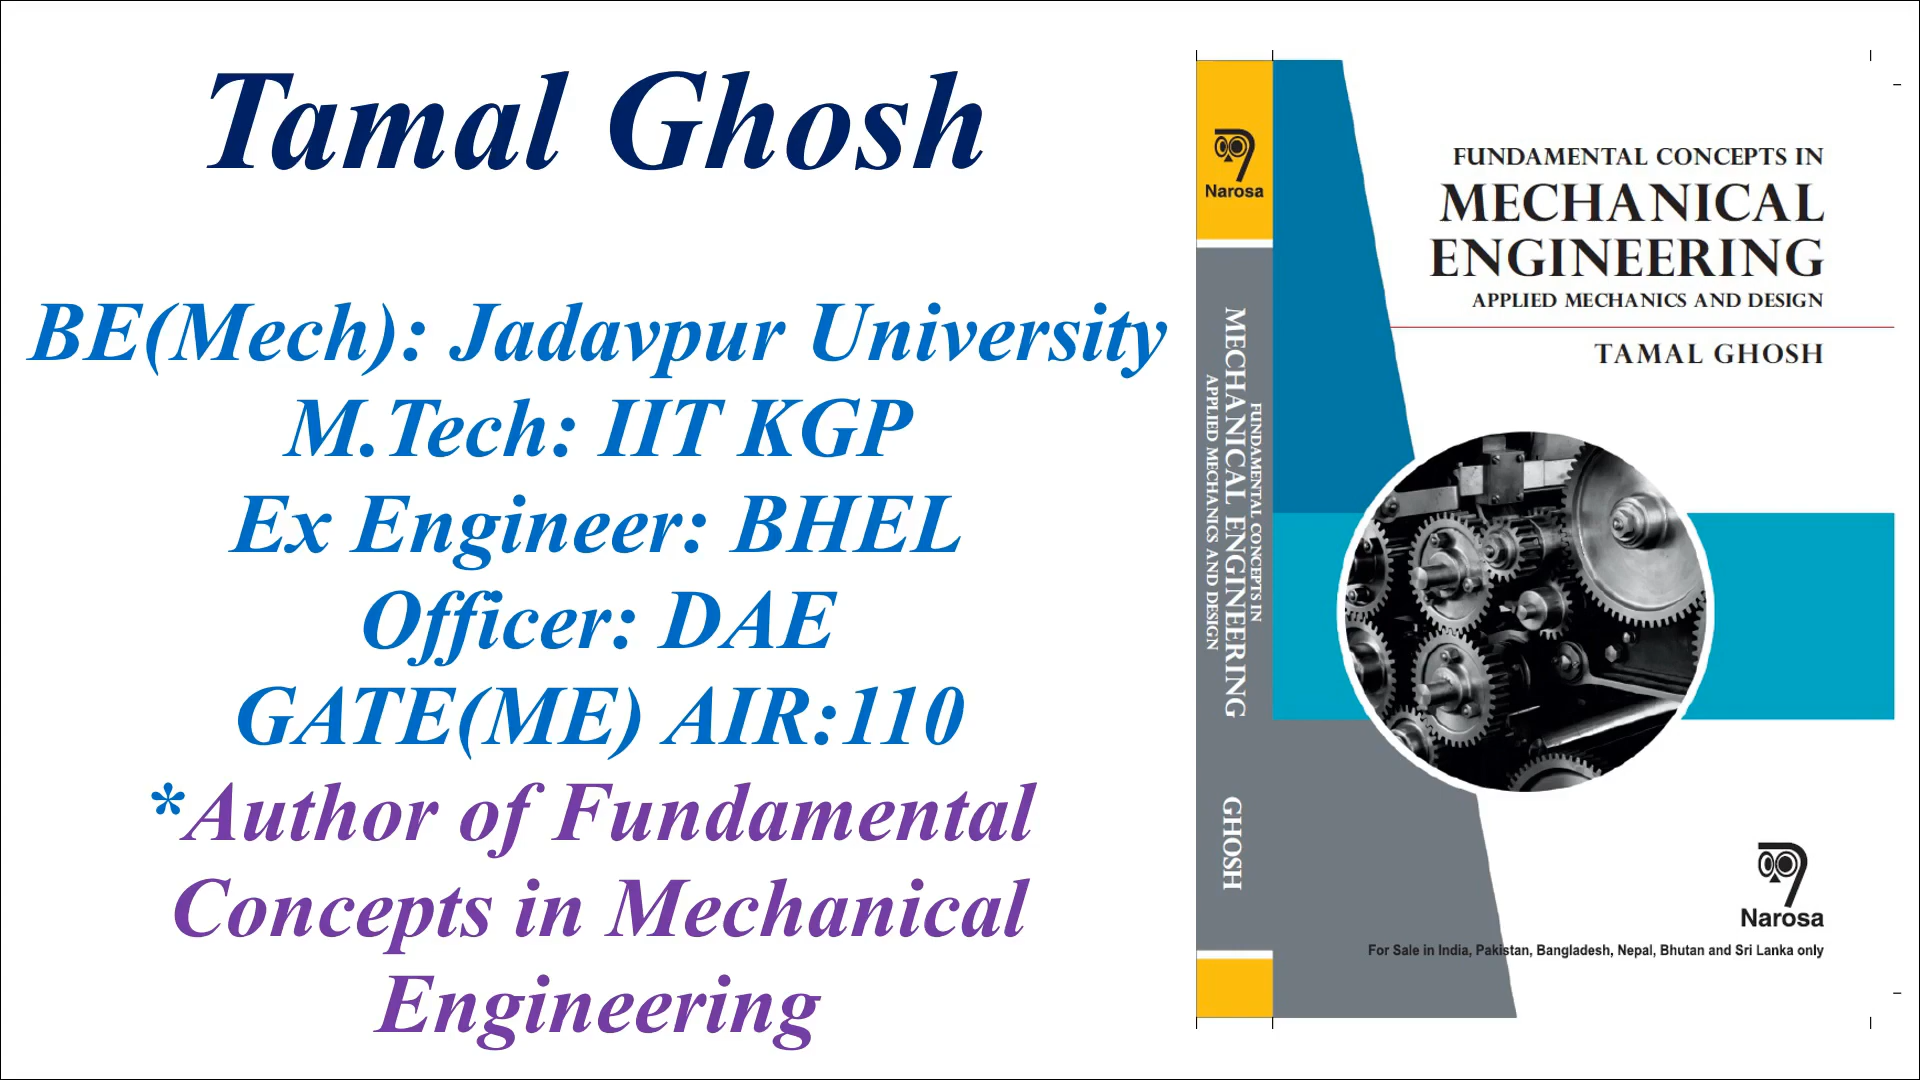 Tamal Ghosh
BE(Mech): Jadavpur University
M.Tech: IIT KGP
Ex Engineer: BHEL
Officer: DAE
GATE(ME) AIR:110
*Author of Fundamental
Concepts in Mechanical
Engineering
Narosa
FUNDAMENTAL CONCEPTS IN
MECHANICAL ENGINEERING
APPLIED MECHANICS AND DESIGN
GHOSH
FUNDAMENTAL CONCEPTS IN
MECHANICAL
ENGINEERING
APPLIED MECHANICS AND DESIGN
TAMAL GHOSH
Narosa
For Sale in India, Pakistan, Bangladesh, Nepal, Bhutan and Sri Lanka only